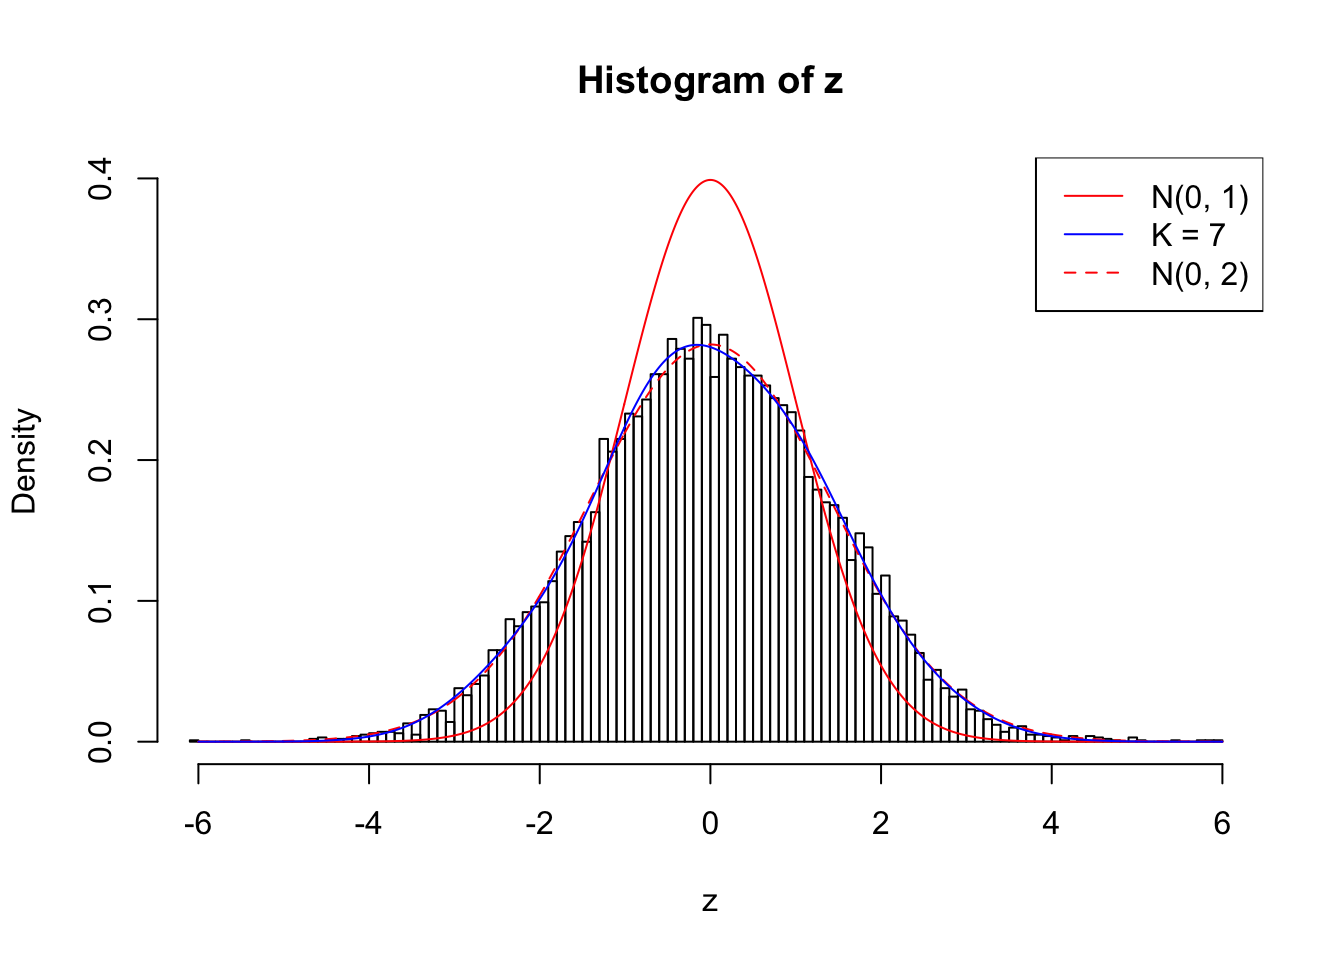 Histogram of z
N(0, 1)
K = 7
N(0, 2)
Density
0.4
0.3
0.2
0.1
0.0
-6 -4 -2 0 2 4 6
z